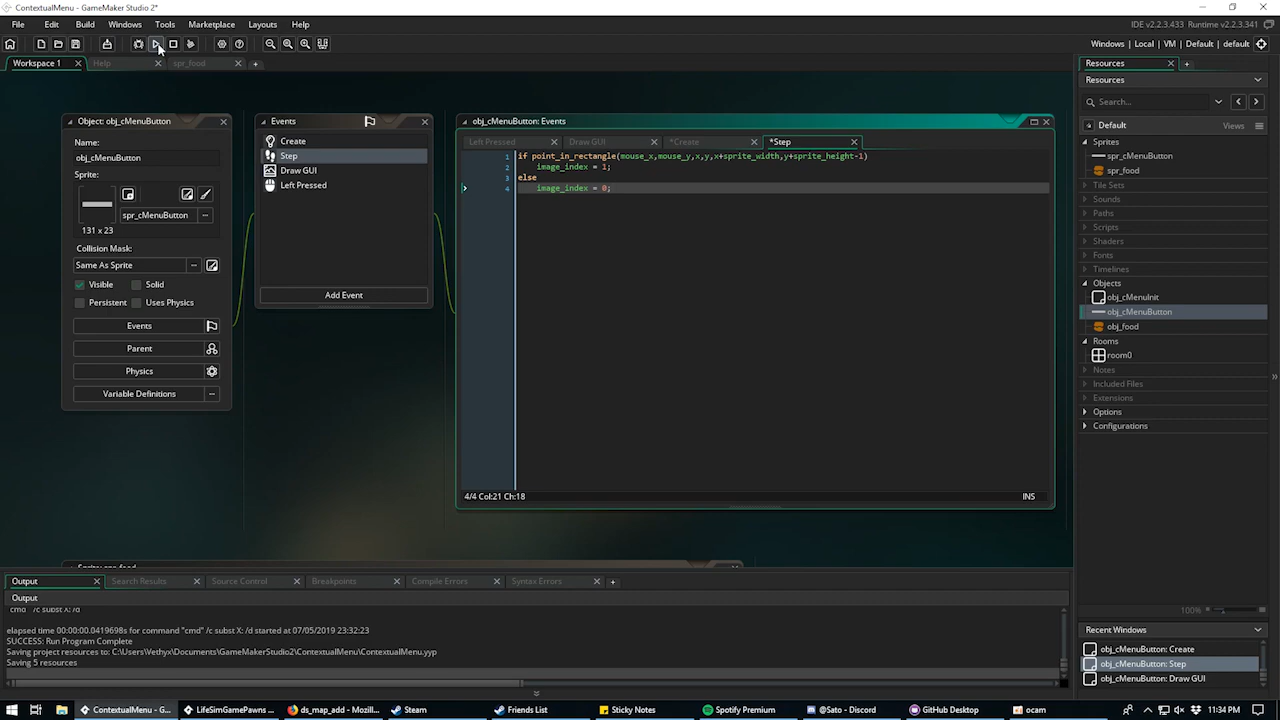 ContextualMenu - GameMaker Studio 2*
File Edit Build Windows Tools Marketplace Layouts Help
IDE v2.2.3.433 Runtime v2.2.3.341
Windows | Local | VM | Default | default
Workspace 1 Help spr_food
Resources
Resources
Search...
Default Views
Sprites
spr_cMenuButton
spr_food
Tile Sets
Sounds
Paths
Scripts
Shaders
Fonts
Timelines
Objects
obj_cMenuInit
obj_cMenuButton
obj_food
Rooms
room0
Notes
Included Files
Extensions
Options
Configurations
100%
Recent Windows
obj_cMenuButton: Create
obj_cMenuButton: Step
obj_cMenuButton: Draw GUI
Object: obj_cMenuButton
Name:
obj_cMenuButton
Sprite:
spr_cMenuButton
131 x 23
Collision Mask:
Same As Sprite
Visible Solid
Persistent Uses Physics
Events
Parent
Physics
Variable Definitions
Events
Create
Step
Draw GUI
Left Pressed
Add Event
obj_cMenuButton: Events
Left Pressed Draw GUI *Create *Step
1 if point_in_rectangle(mouse_x,mouse_y,x,y,x+sprite_width,y+sprite_height-1)
2 image_index = 1;
3 else
4 image_index = 0;
4/4 Col:21 Ch:18 INS
Output Search Results Source Control Breakpoints Compile Errors Syntax Errors
Output
cmd /c subst X: /d
elapsed time 00:00:00.0419698s for command "cmd" /c subst X: /d started at 07/05/2019 23:32:23
SUCCESS: Run Program Complete
Saving project resources to: C:\Users\Vethyx\Documents\GameMakerStudio2\ContextualMenu\ContextualMenu.yyp
Saving 5 resources
ContextualMenu - G... LifeSimGamePawns ... ds_map_add - Mozill... Steam Friends List Sticky Notes Spotify Premium @Sato - Discord GitHub Desktop ocam 11:34 PM